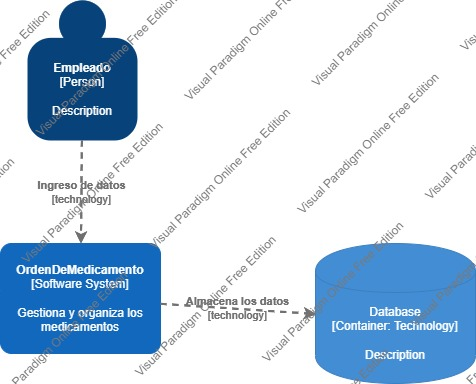 Empleado
[Person]
Description
Ingreso de datos
[technology]
OrdenDeMedicamento
[Software System]
Gestiona y organiza los
medicamentos
Almacena los datos
[technology]
Database
[Container: Technology]
Description
Visual Paradigm Online Free Edition